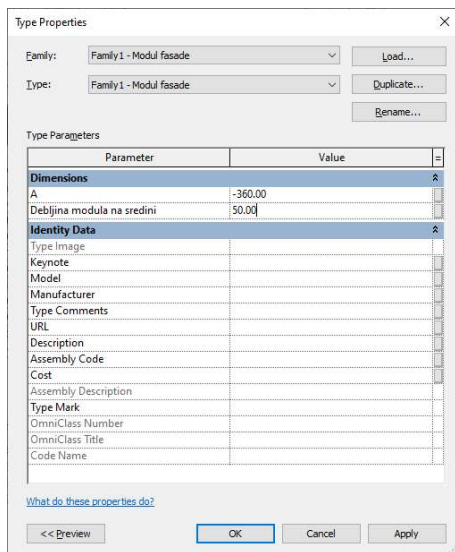 Type Properties
Family: Family1 - Modul fasade Load...
Type: Family1 - Modul fasade Duplicate...
Rename...
Type Parameters
Parameter Value =
Dimensions
A -360.00
Debljina modula na sredini 50.00
Identity Data
Type Image
Keynote
Model
Manufacturer
Type Comments
URL
Description
Assembly Code
Cost
Assembly Description
Type Mark
OmniClass Number
OmniClass Title
Code Name
What do these properties do?
<< Preview OK Cancel Apply